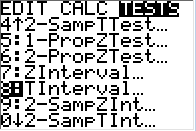 EDIT CALC TESTS
4↑2-SampTTest…
5:1-PropZTest…
6:2-PropZTest…
7:ZInterval…
8:TInterval…
9:2-SampZInt…
0↓2-SampTInt…